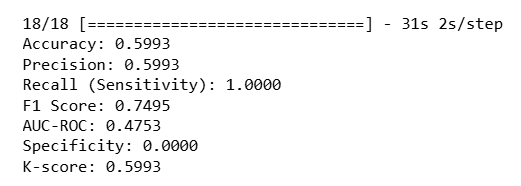 18/18 [==============================] - 31s 2s/step
Accuracy: 0.5993
Precision: 0.5993
Recall (Sensitivity): 1.0000
F1 Score: 0.7495
AUC-ROC: 0.4753
Specificity: 0.0000
K-score: 0.5993